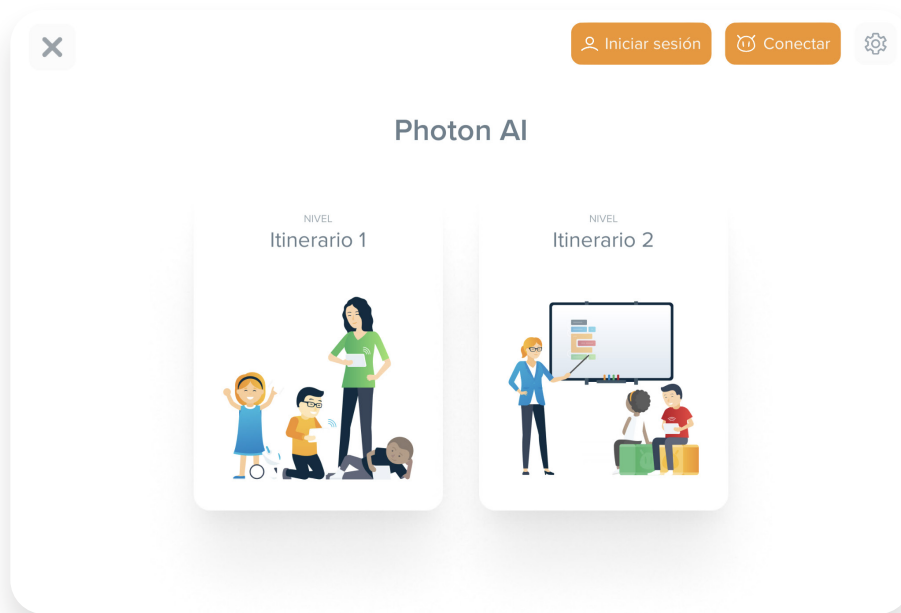 Iniciar sesión
Conectar
Photon AI
NIVEL
Itinerario 1
NIVEL
Itinerario 2